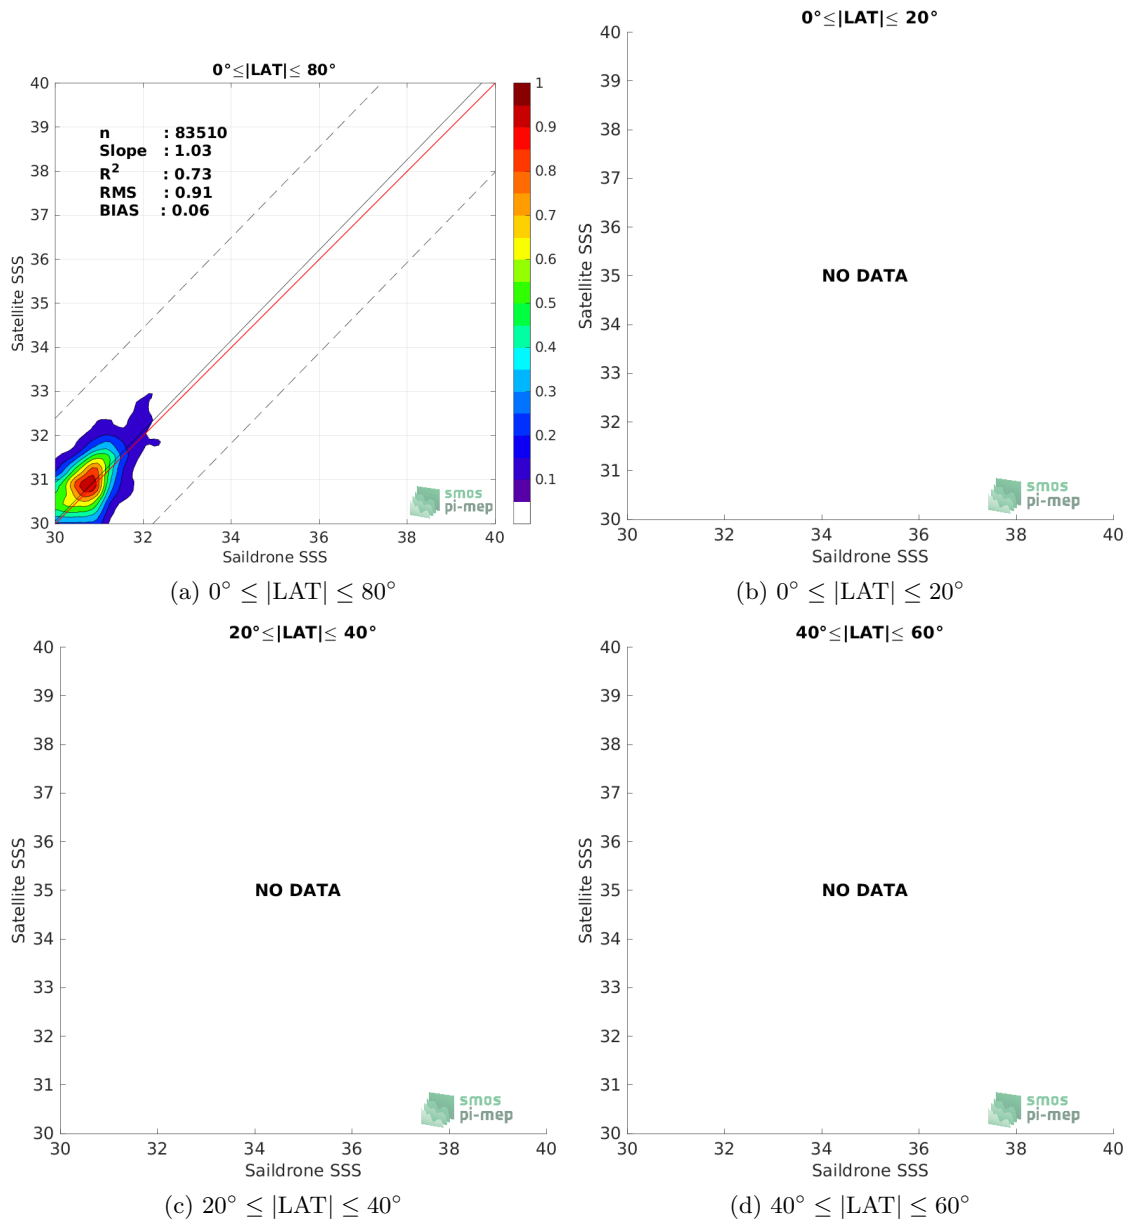 0°≤|LAT|≤ 80°
40
39
38
37
36
35
34
33
32
31
30
Satellite SSS
n : 83510
Slope : 1.03
R² : 0.73
RMS : 0.91
BIAS : 0.06
1
0.9
0.8
0.7
0.6
0.5
0.4
0.3
0.2
0.1
smos
pi-mep
30 32 34 36 38 40
Saildrone SSS
(a) 0° ≤ |LAT| ≤ 80°
0°≤|LAT|≤ 20°
40
39
38
37
36
35
34
33
32
31
30
Satellite SSS
NO DATA
smos
pi-mep
30 32 34 36 38 40
Saildrone SSS
(b) 0° ≤ |LAT| ≤ 20°
20°≤|LAT|≤ 40°
40
39
38
37
36
35
34
33
32
31
30
Satellite SSS
NO DATA
smos
pi-mep
30 32 34 36 38 40
Saildrone SSS
(c) 20° ≤ |LAT| ≤ 40°
40°≤|LAT|≤ 60°
40
39
38
37
36
35
34
33
32
31
30
Satellite SSS
NO DATA
smos
pi-mep
30 32 34 36 38 40
Saildrone SSS
(d) 40° ≤ |LAT| ≤ 60°